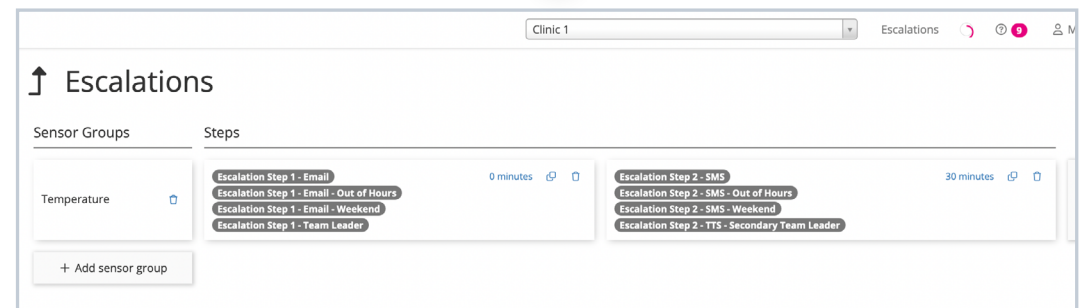 Clinic 1
Escalations
9
M
Escalations
Sensor Groups
Steps
Temperature
Escalation Step 1 - Email
0 minutes
Escalation Step 1 - Email - Out of Hours
Escalation Step 1 - Email - Weekend
Escalation Step 1 - Team Leader
Escalation Step 2 - SMS
30 minutes
Escalation Step 2 - SMS - Out of Hours
Escalation Step 2 - SMS - Weekend
Escalation Step 2 - TTS - Secondary Team Leader
+ Add sensor group